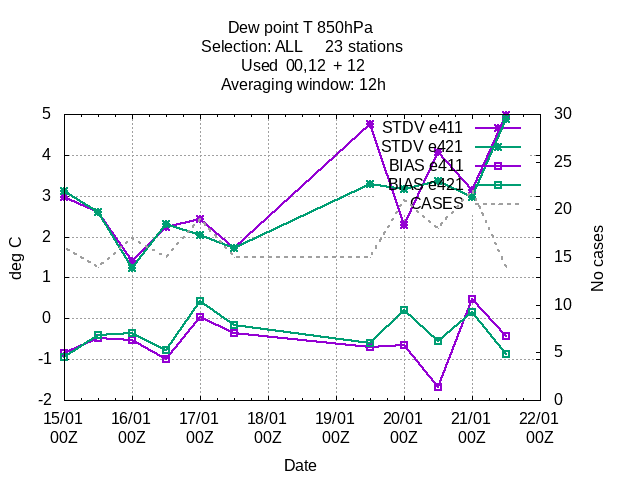 Dew point T 850hPa
Selection: ALL 23 stations
Used 00,12 + 12
Averaging window: 12h
5 30
STDV e411
STDV e421
BIAS e411
BIAS e421
CASES
4 25
3 20
2 15
1 10
0 5
-1 0
-2
deg C
No cases
15/01 16/01 17/01 18/01 19/01 20/01 21/01 22/01
00Z 00Z 00Z 00Z 00Z 00Z 00Z 00Z
Date